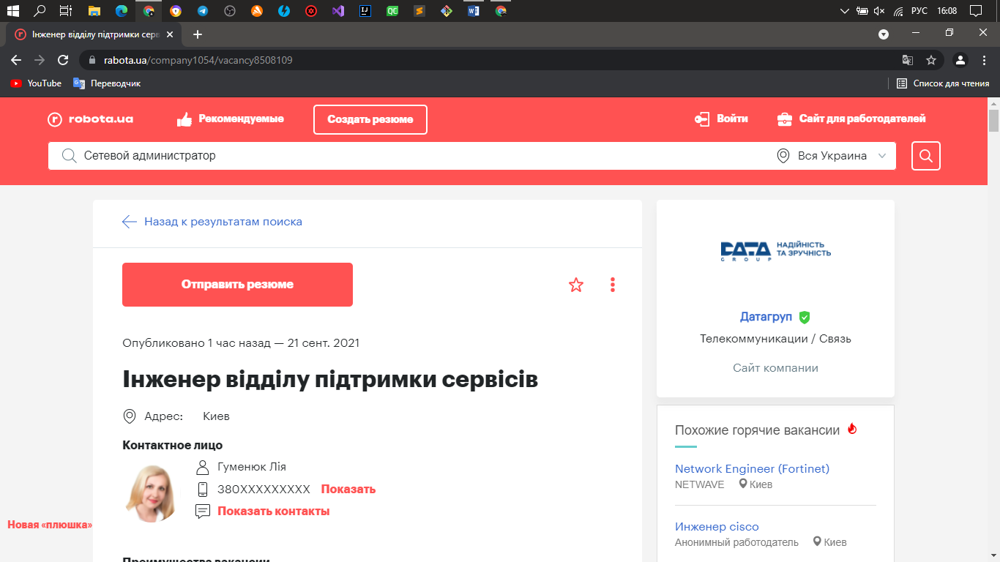 РУС
16:08
Інженер відділу підтримки серв
rabota.ua/company1054/vacancy8508109
YouTube
Переводчик
Список для чтения
robota.ua
Рекомендуемые
Создать резюме
Войти
Сайт для работодателей
Сетевой администратор
Вся Украина
Назад к результатам поиска
Отправить резюме
Опубликовано 1 час назад — 21 сент. 2021
Інженер відділу підтримки сервісів
Адрес: Киев
Контактное лицо
Гуменюк Лія
380XXXXXXXXX Показать
Показать контакты
Новая «плюшка»
Преимущества вакансии
DATA
GROUP
НАДІЙНІСТЬ
ТА ЗРУЧНІСТЬ
Датагруп
Телекоммуникации / Связь
Сайт компании
Похожие горячие вакансии
Network Engineer (Fortinet)
NETWAVE Киев
Инженер cisco
Анонимный работодатель Киев